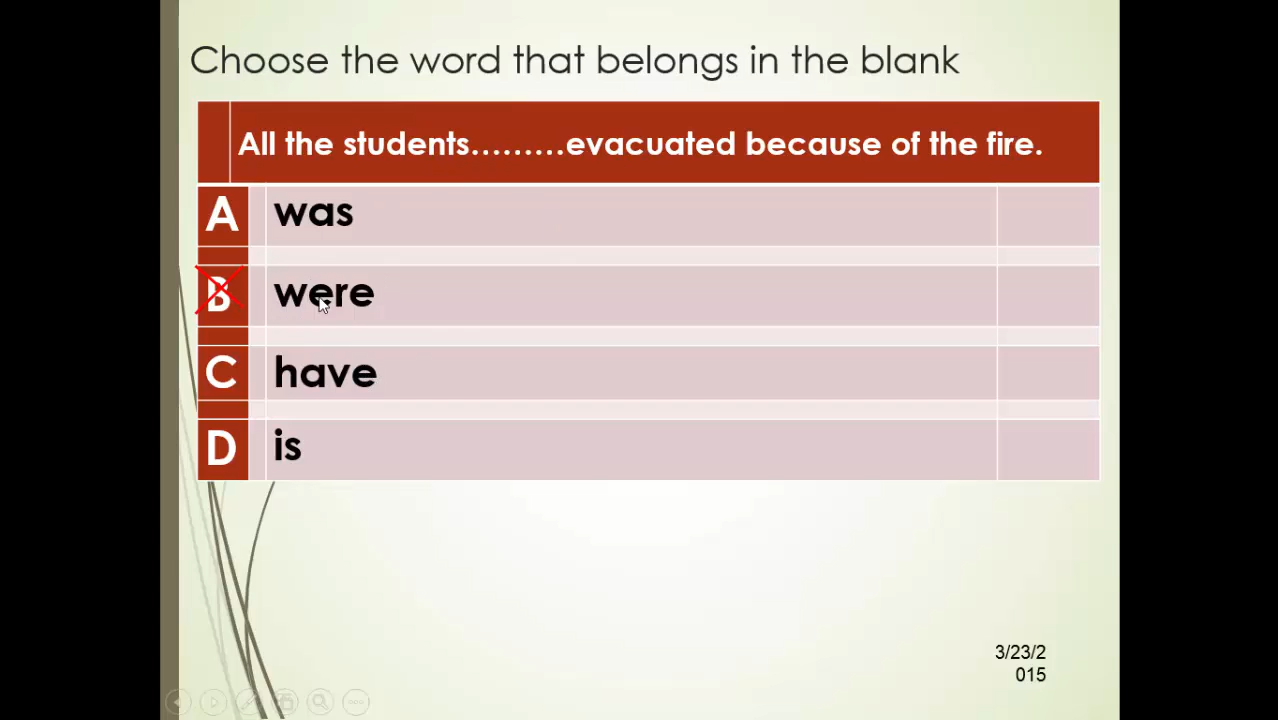 Choose the word that belongs in the blank
All the students.........evacuated because of the fire.
A was
B were
C have
D is
3/23/2
015